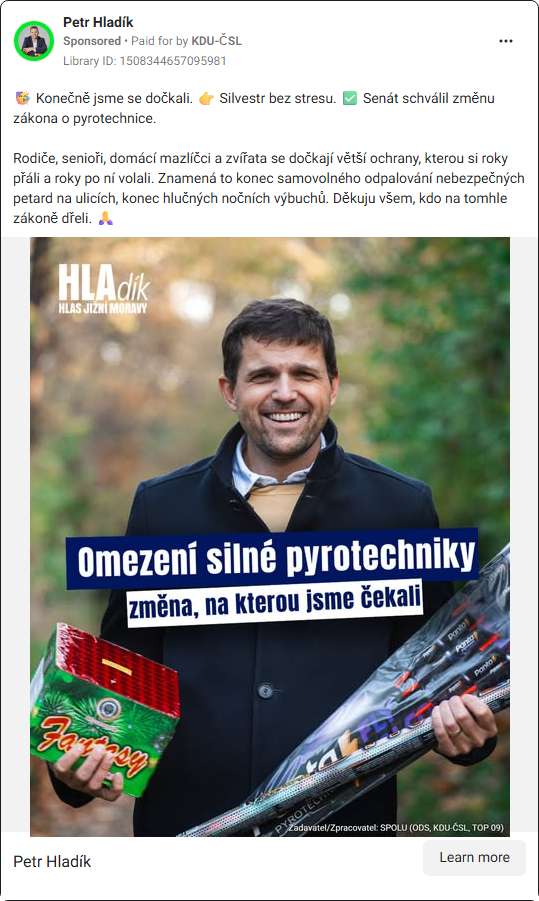 Petr Hladík
Sponsored • Paid for by KDU-ČSL
Library ID: 1508344657095981
🥳 Konečně jsme se dočkali. 👉 Silvestr bez stresu. ✅ Senát schválil změnu
zákona o pyrotechnice.
Rodiče, senioři, domácí mazlíčci a zvířata se dočkají větší ochrany, kterou si roky
přáli a roky po ní volali. Znamená to konec samovolného odpalování nebezpečných
petard na ulicích, konec hlučných nočních výbuchů. Děkuju všem, kdo na tomhle
zákoně dřeli. 🙏
HLAdík
HLAS JIŽNÍ MORAVY
Omezení silné pyrotechniky
změna, na kterou jsme čekali
Fantasy
Zadavatel/Zpracovatel: SPOLU (ODS, KDU-ČSL, TOP 09)
Petr Hladík
Learn more